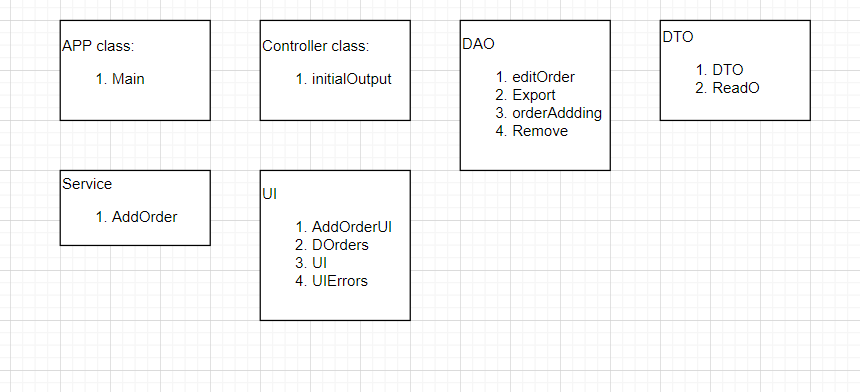 APP class:
1. Main
Controller class:
1. initialOutput
DAO
1. editOrder
2. Export
3. orderAddding
4. Remove
DTO
1. DTO
2. ReadO
Service
1. AddOrder
UI
1. AddOrderUI
2. DOrders
3. UI
4. UIErrors